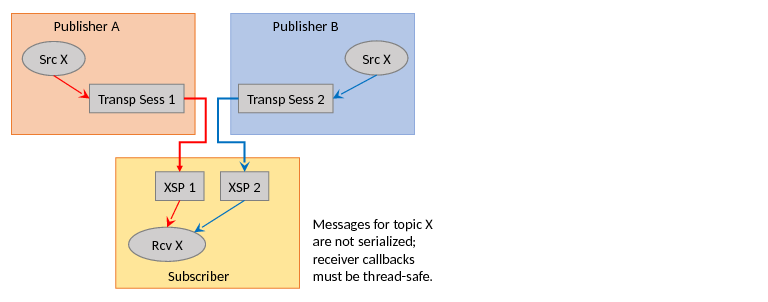 Publisher A
Publisher B
Src X
Src X
Transp Sess 1
Transp Sess 2
XSP 1
XSP 2
Rcv X
Subscriber
Messages for topic X
are not serialized;
receiver callbacks
must be thread-safe.